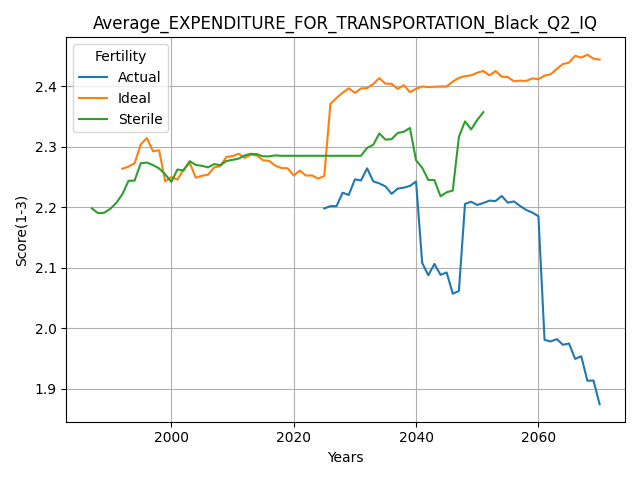 Average_EXPENDITURE_FOR_TRANSPORTATION_Black_Q2_IQ
Fertility
Actual
Ideal
Sterile
Score(1-3)
2.4
2.3
2.2
2.1
2.0
1.9
2000
2020
2040
2060
Years